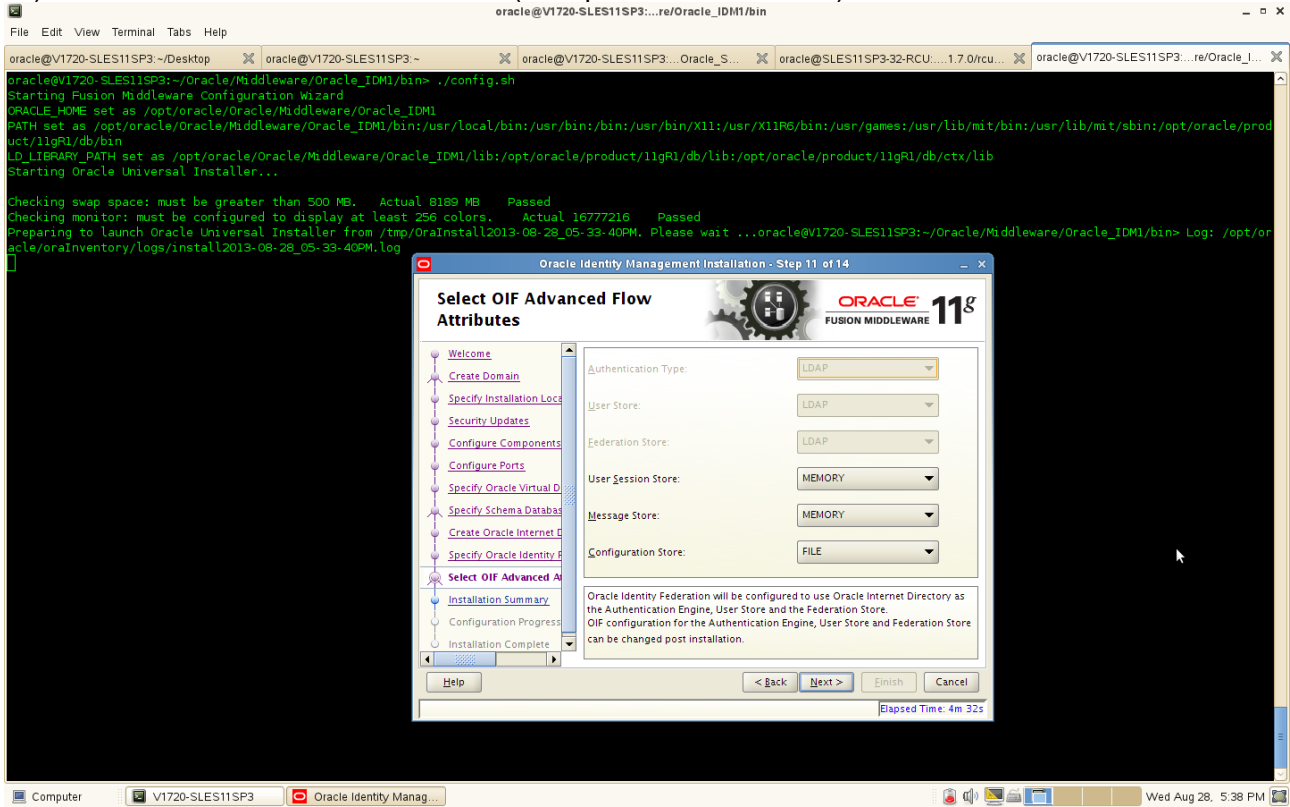 oracle@V1720-SLES11SP3:...re/Oracle_IDM1/bin
File Edit View Terminal Tabs Help
oracle@V1720-SLES11SP3:~/Desktop
oracle@V1720-SLES11SP3:~
oracle@V1720-SLES11SP3:...Oracle_S...
oracle@SLES11SP3-32-RCU:....1.7.0/rcu...
oracle@V1720-SLES11SP3:...re/Oracle_I...
oracle@V1720-SLES11SP3:~/Oracle/Middleware/Oracle_IDM1/bin> ./config.sh
Starting Fusion Middleware Configuration Wizard
ORACLE_HOME set as /opt/oracle/Oracle/Middleware/Oracle_IDM1
PATH set as /opt/oracle/Oracle/Middleware/Oracle_IDM1/bin:/usr/local/bin:/usr/bin:/bin:/usr/bin/X11:/usr/X11R6/bin:/usr/games:/usr/lib/mit/bin:/usr/lib/mit/sbin:/opt/oracle/prod
uct/11gR1/db/bin
LD_LIBRARY_PATH set as /opt/oracle/Oracle/Middleware/Oracle_IDM1/lib:/opt/oracle/product/11gR1/db/lib:/opt/oracle/product/11gR1/db/ctx/lib
Starting Oracle Universal Installer...
Checking swap space: must be greater than 500 MB. Actual 8189 MB Passed
Checking monitor: must be configured to display at least 256 colors. Actual 16777216 Passed
Preparing to launch Oracle Universal Installer from /tmp/OraInstall2013-08-28_05-33-40PM. Please wait ...oracle@V1720-SLES11SP3:~/Oracle/Middleware/Oracle_IDM1/bin> Log: /opt/or
acle/oraInventory/logs/install2013-08-28_05-33-40PM.log
Oracle Identity Management Installation - Step 11 of 14
Select OIF Advanced Flow
Attributes
ORACLE
FUSION MIDDLEWARE
11g
Welcome
Create Domain
Specify Installation Loca
Security Updates
Configure Components
Configure Ports
Specify Oracle Virtual D
Specify Schema Databas
Create Oracle Internet D
Specify Oracle Identity F
Select OIF Advanced At
Installation Summary
Configuration Progress
Installation Complete
Authentication Type: LDAP
User Store: LDAP
Federation Store: LDAP
User Session Store: MEMORY
Message Store: MEMORY
Configuration Store: FILE
Oracle Identity Federation will be configured to use Oracle Internet Directory as
the Authentication Engine, User Store and the Federation Store.
OIF configuration for the Authentication Engine, User Store and Federation Store
can be changed post installation.
Help
< Back Next > Finish Cancel
Elapsed Time: 4m 32s
Computer
V1720-SLES11SP3
Oracle Identity Manag...
Wed Aug 28, 5:38 PM